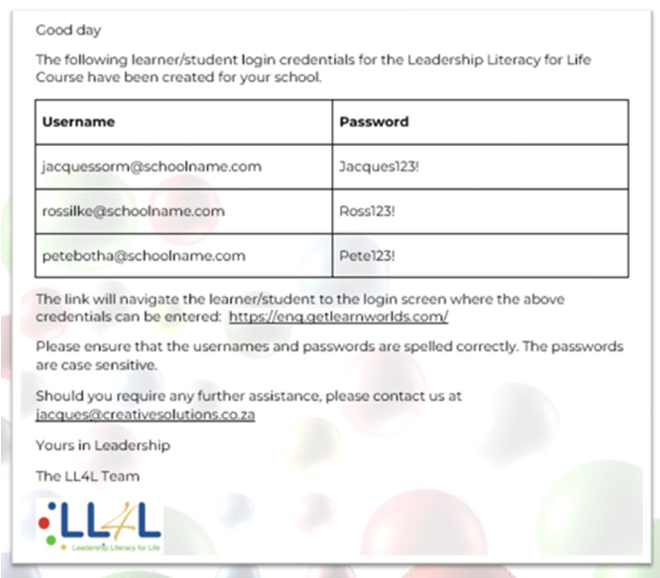 Good day
The following learner/student login credentials for the Leadership Literacy for Life
Course have been created for your school.
Username Password
jacquessorm@schoolname.com Jacques123!
rossilke@schoolname.com Ross123!
petebotha@schoolname.com Pete123!
The link will navigate the learner/student to the login screen where the above
credentials can be entered: https://enq.getlearnworlds.com/
Please ensure that the usernames and passwords are spelled correctly. The passwords
are case sensitive.
Should you require any further assistance, please contact us at
jacques@creativesolutions.co.za
Yours in Leadership
The LL4L Team
LL4L
Leadership Literacy for Life